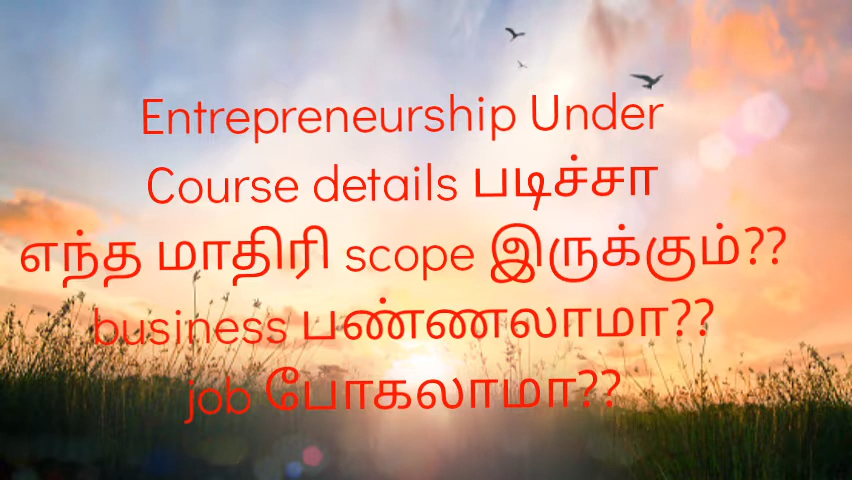 Entrepreneurship Under
Course details படிச்சா
எந்த மாதிரி scope இருக்கும்??
business பண்ணலாமா??
job போகலாமா??